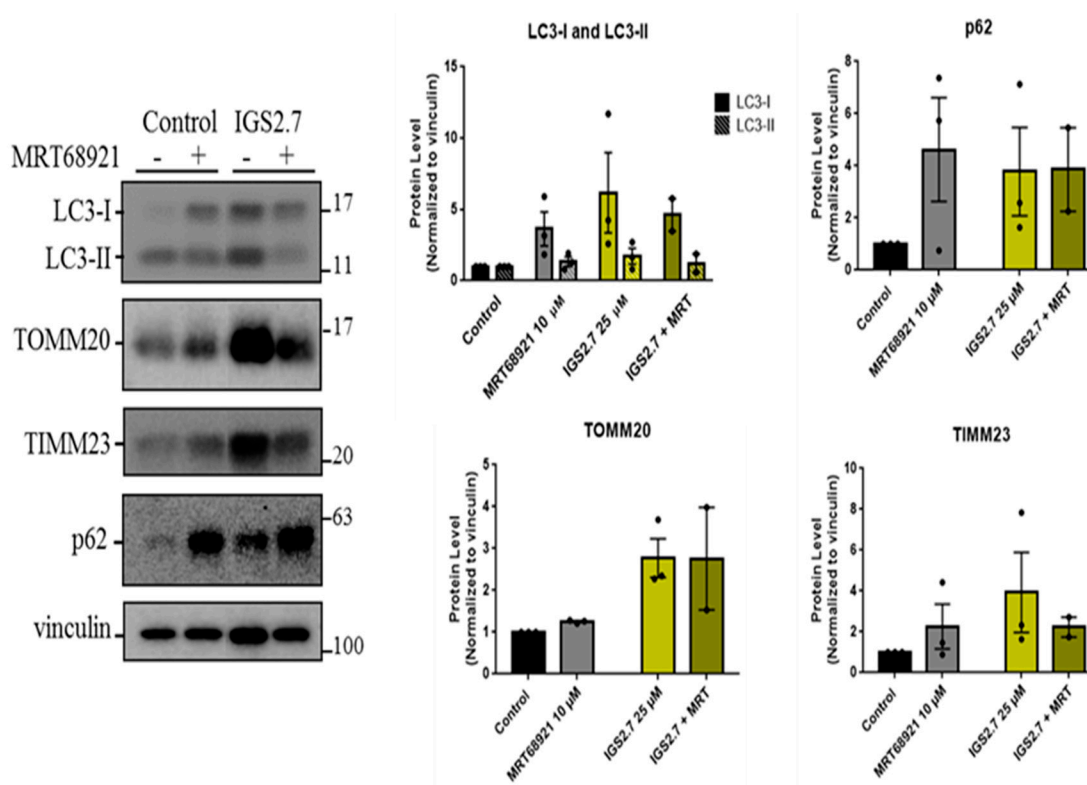 Control IGS2.7
MRT68921 - + - +
LC3-I 17
LC3-II 11
TOMM20 17
TIMM23 20
p62 63
vinculin 100
LC3-I and LC3-II
Protein Level
(Normalized to vinculin)
15
10
5
0
LC3-I
LC3-II
Control
MRT68921 10 µM
IGS2.7 25 µM
IGS2.7 + MRT
p62
Protein Level
(Normalized to vinculin)
8
6
4
2
0
Control
MRT68921 10 µM
IGS2.7 25 µM
IGS2.7 + MRT
TOMM20
Protein Level
(Normalized to vinculin)
5
4
3
2
1
0
Control
MRT68921 10 µM
IGS2.7 25 µM
IGS2.7 + MRT
TIMM23
Protein Level
(Normalized to vinculin)
10
8
6
4
2
0
Control
MRT68921 10 µM
IGS2.7 25 µM
IGS2.7 + MRT